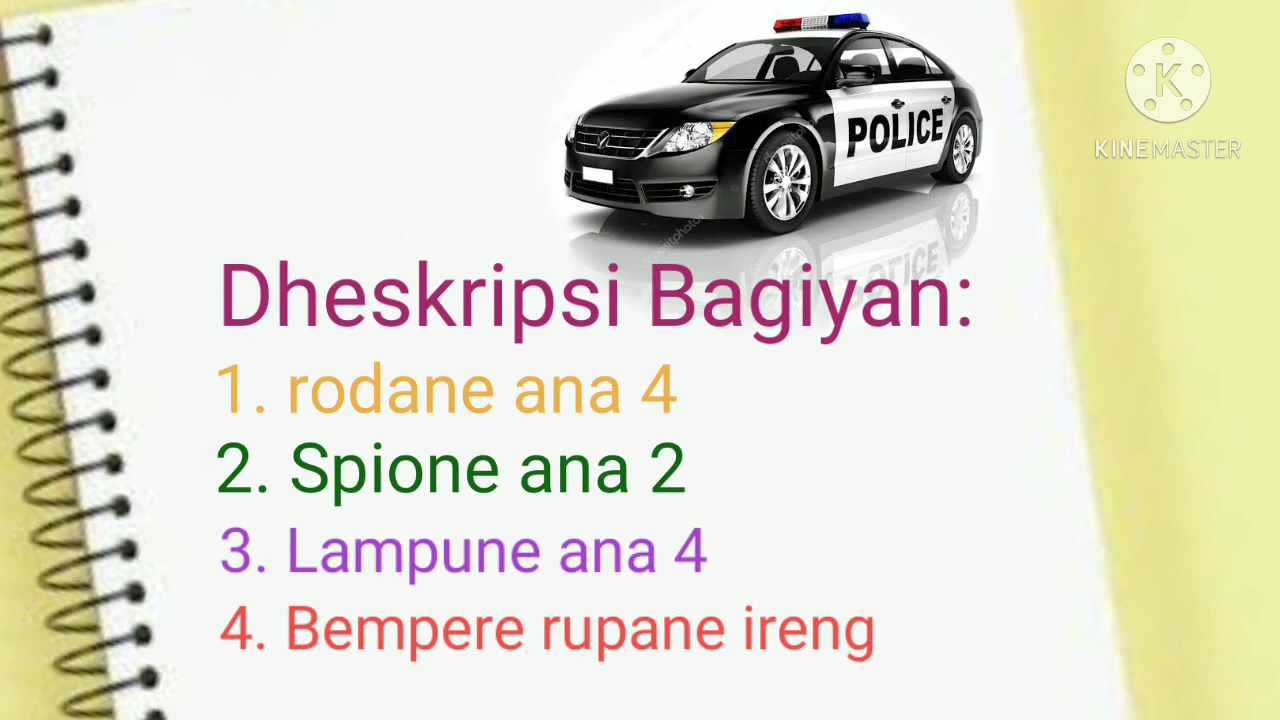 POLICE
K
KINEMASTER
depositphotos
Dheskripsi Bagiyan:
1. rodane ana 4
2. Spione ana 2
3. Lampune ana 4
4. Bempere rupane ireng